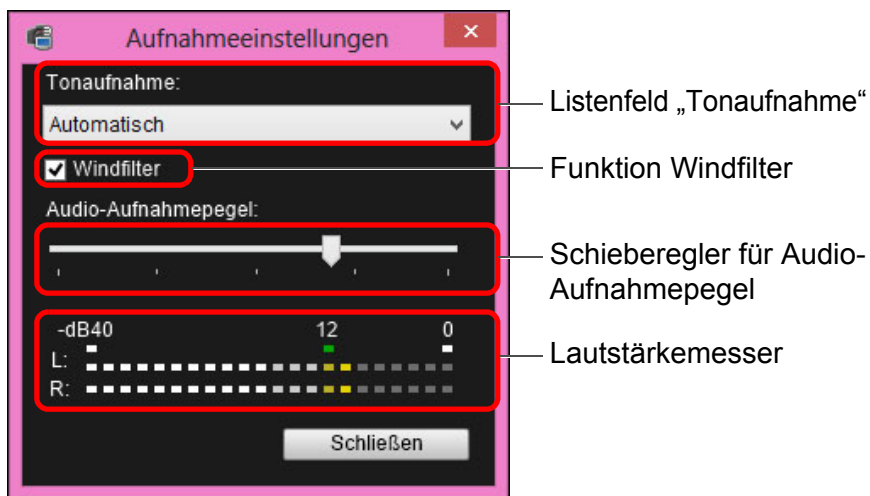 Aufnahmeeinstellungen
Tonaufnahme:
Automatisch
Windfilter
Audio-Aufnahmepegel:
-dB40 12 0
L:
R:
Schließen
Listenfeld „Tonaufnahme“
Funktion Windfilter
Schieberegler für Audio-
Aufnahmepegel
Lautstärkemesser